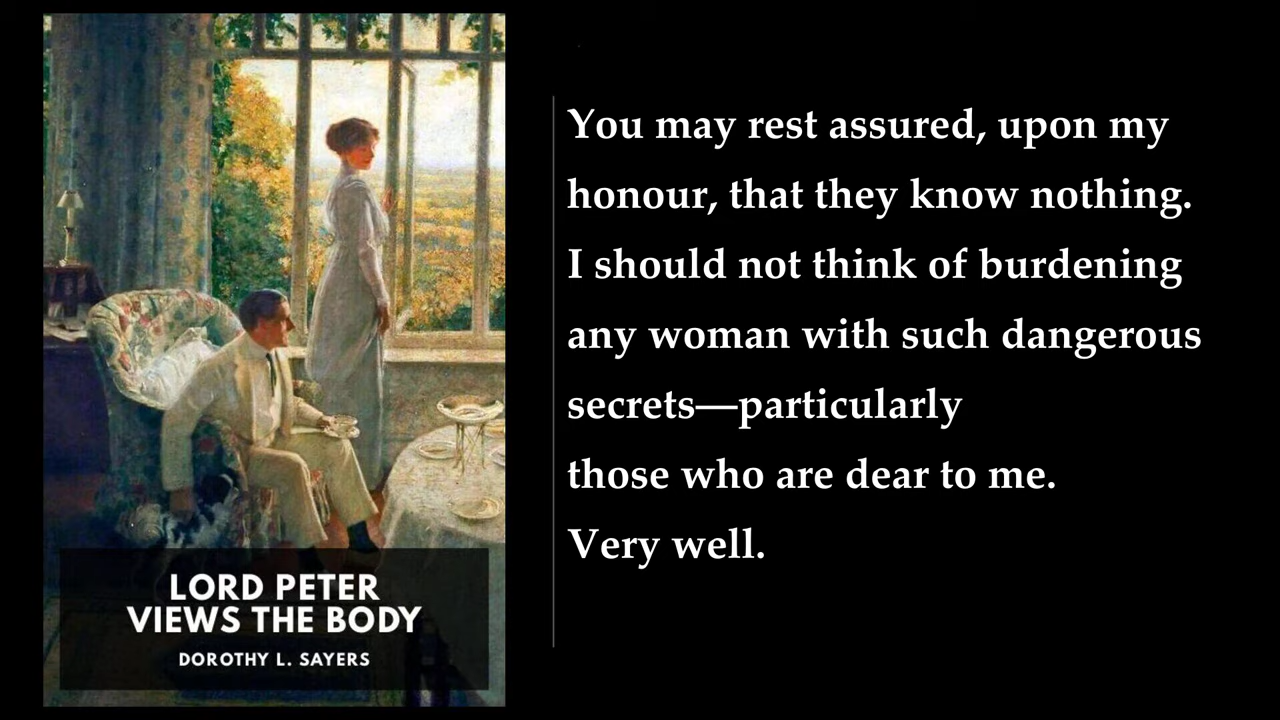 LORD PETER
VIEWS THE BODY
DOROTHY L. SAYERS
You may rest assured, upon my
honour, that they know nothing.
I should not think of burdening
any woman with such dangerous
secrets—particularly
those who are dear to me.
Very well.